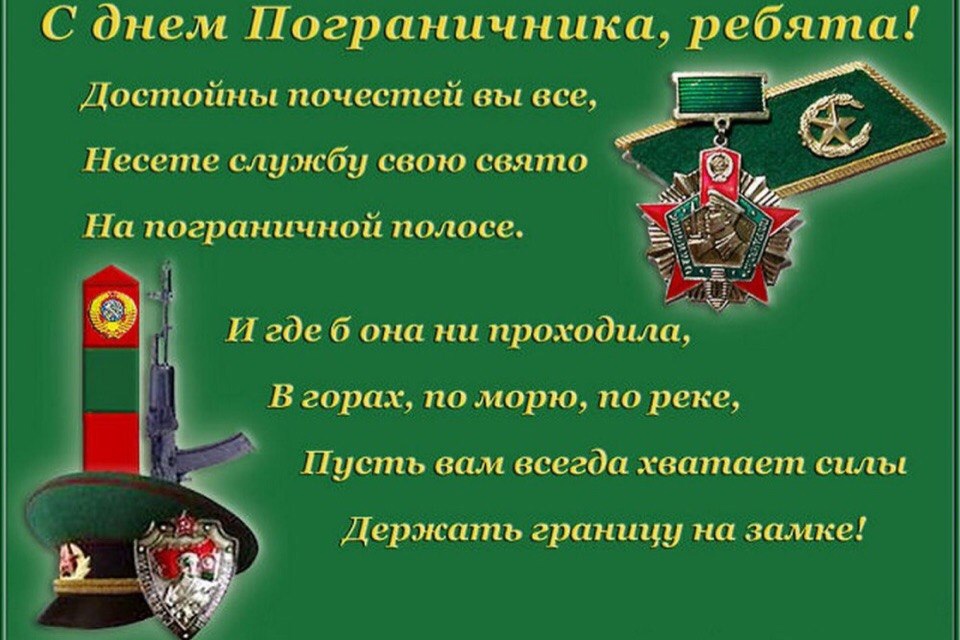 С днем Пограничника, ребята!
Достойны почестей вы все,
Несете службу свою свято
На пограничной полосе.
И где б она ни проходила,
В горах, по морю, по реке,
Пусть вам всегда хватает силы
Держать границу на замке!